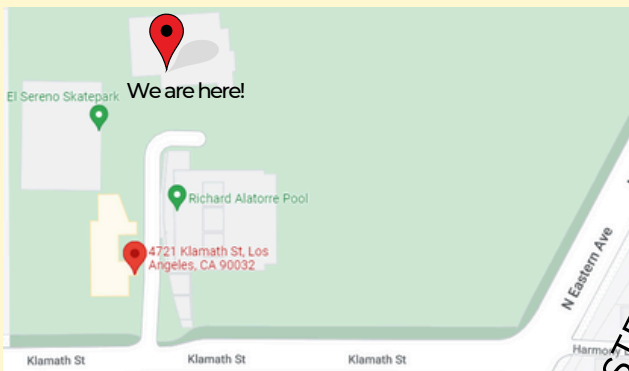 We are here!
El Sereno Skatepark
Richard Alatorre Pool
4721 Klamath St, Los
Angeles, CA 90032
N Eastern Ave
Klamath St
Klamath St
Klamath St